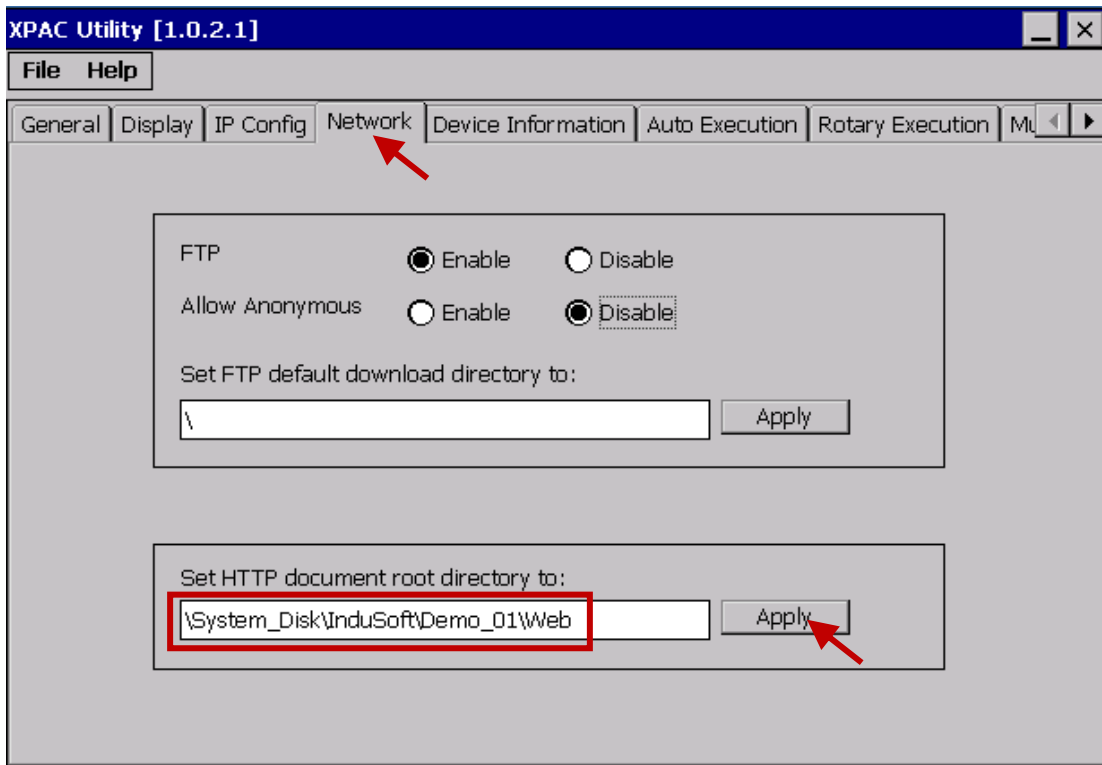 XPAC Utility [1.0.2.1]
File Help
General Display IP Config Network Device Information Auto Execution Rotary Execution
FTP Enable Disable
Allow Anonymous Enable Disable
Set FTP default download directory to:
\ Apply
Set HTTP document root directory to:
\System_Disk\InduSoft\Demo_01\Web Apply